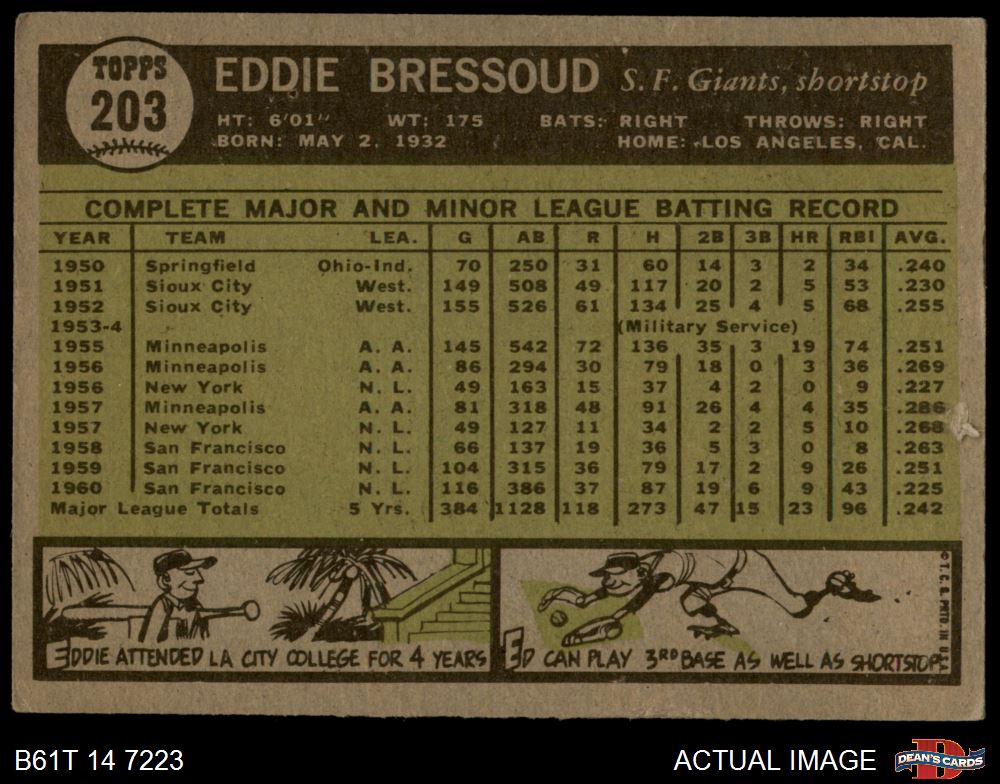 TOPPS
203
EDDIE BRESSOUD S. F. Giants, shortstop
HT: 6'01" WT: 175 BATS: RIGHT THROWS: RIGHT
BORN: MAY 2, 1932 HOME: LOS ANGELES, CAL.
COMPLETE MAJOR AND MINOR LEAGUE BATTING RECORD
YEAR TEAM LEA. G AB R H 2B 3B HR RBI AVG.
1950 Springfield Ohio-Ind. 70 250 31 60 14 3 2 34 .240
1951 Sioux City West. 149 508 49 117 20 2 5 53 .230
1952 Sioux City West. 155 526 61 134 25 4 5 68 .255
1953-4 (Military Service)
1955 Minneapolis A. A. 145 542 72 136 35 3 19 74 .251
1956 Minneapolis A. A. 86 294 30 79 18 0 3 36 .269
1956 New York N. L. 49 163 15 37 4 2 0 9 .227
1957 Minneapolis A. A. 81 318 48 91 26 4 4 35 .286
1957 New York N. L. 49 127 11 34 2 2 5 10 .268
1958 San Francisco N. L. 66 137 19 36 5 3 0 8 .263
1959 San Francisco N. L. 104 315 36 79 17 2 9 26 .251
1960 San Francisco N. L. 116 386 37 87 19 6 9 43 .225
Major League Totals 5 Yrs. 384 1128 118 273 47 15 23 96 .242
EDDIE ATTENDED LA CITY COLLEGE FOR 4 YEARS
ED CAN PLAY 3RD BASE AS WELL AS SHORTSTOP.
© T. C. G. PRTD. IN U.S.A.
B61T 14 7223
ACTUAL IMAGE
DEAN'S CARDS